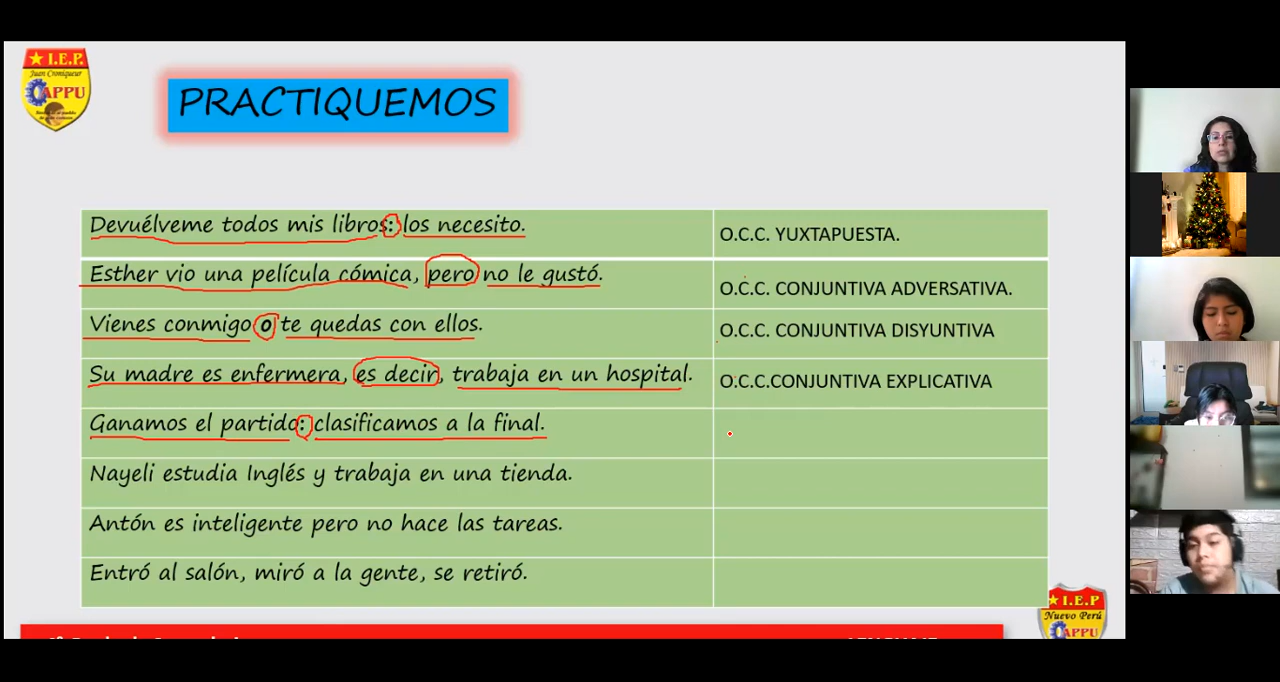 I.E.P.
Juan Croniqueur
CAPPU
PRACTIQUEMOS
Devuélveme todos mis libros: los necesito.
O.C.C. YUXTAPUESTA.
Esther vio una película cómica, pero no le gustó.
O.C.C. CONJUNTIVA ADVERSATIVA.
Vienes conmigo o te quedas con ellos.
O.C.C. CONJUNTIVA DISYUNTIVA
Su madre es enfermera, es decir, trabaja en un hospital.
O.C.C.CONJUNTIVA EXPLICATIVA
Ganamos el partido: clasificamos a la final.
Nayeli estudia Inglés y trabaja en una tienda.
Antón es inteligente pero no hace las tareas.
Entró al salón, miró a la gente, se retiró.
I.E.P
Nuevo Perú
CAPPU